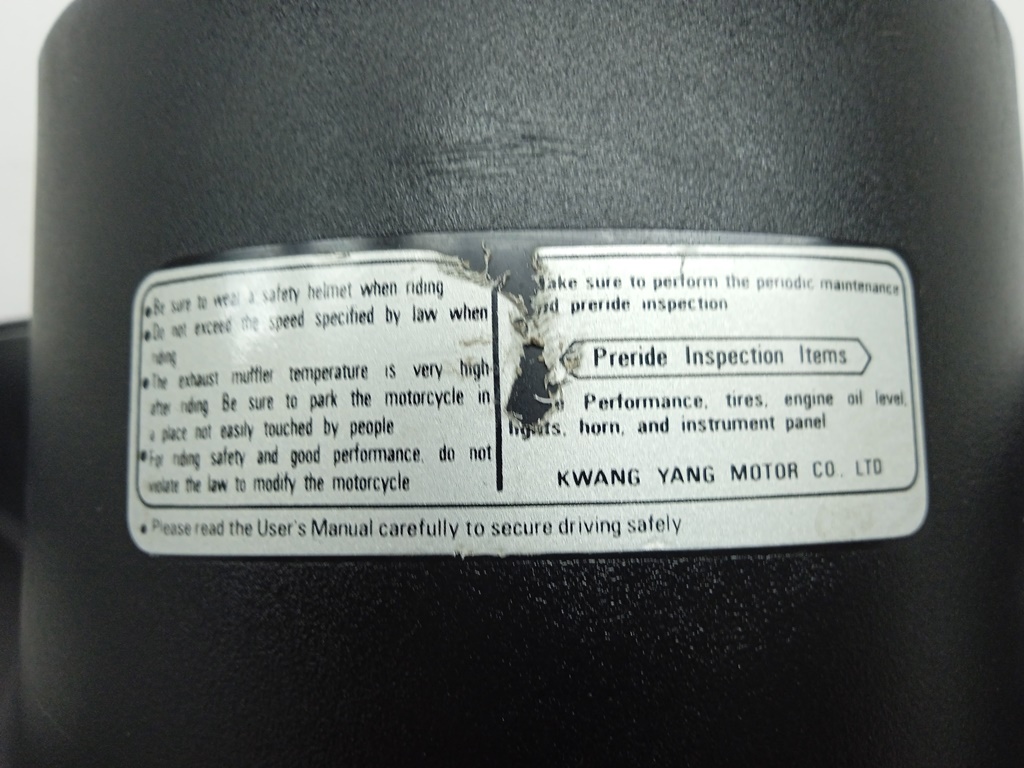 • Be sure to wear a safety helmet when riding
• Do not exceed the speed specified by law when
riding
• The exhaust muffler temperature is very high
after riding. Be sure to park the motorcycle in
a place not easily touched by people
• For riding safety and good performance, do not
violate the law to modify the motorcycle
ake sure to perform the periodic maintenance
nd preride inspection
Preride Inspection Items
Performance, tires, engine oil level,
lights, horn, and instrument panel
KWANG YANG MOTOR CO., LTD
• Please read the User's Manual carefully to secure driving safely